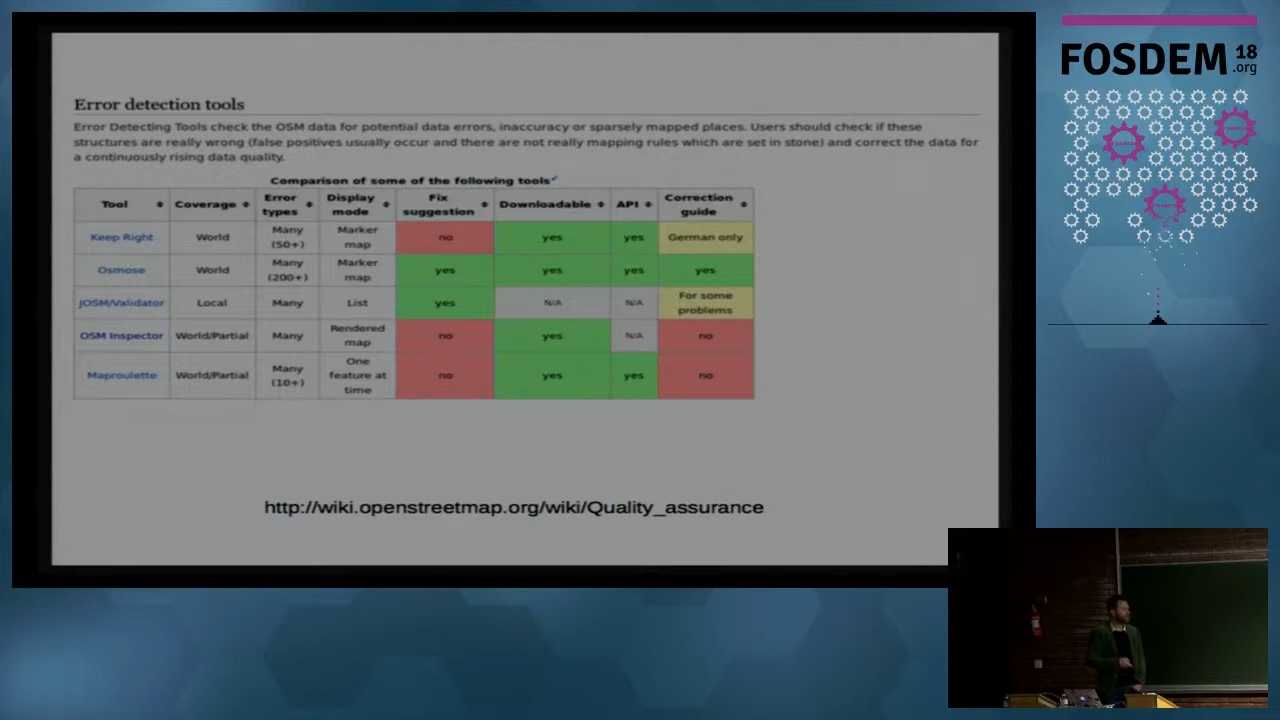 FOSDEM 18 .org
Error detection tools
Error Detecting Tools check the OSM data for potential data errors, inaccuracy or sparsely mapped places. Users should check if these
structures are really wrong (false positives usually occur and there are not really mapping rules which are set in stone) and correct the data for
a continuously rising data quality.
Comparison of some of the following tools
Tool Coverage Error types Display mode Fix suggestion Downloadable API Correction guide
Keep Right World Many (50+) Marker map no yes yes German only
Osmose World Many (200+) Marker map yes yes yes yes
JOSM/Validator Local Many List yes N/A N/A For some problems
OSM Inspector World/Partial Many Rendered map no yes N/A no
Maproulette World/Partial Many (10+) One feature at time no yes yes no
http://wiki.openstreetmap.org/wiki/Quality_assurance